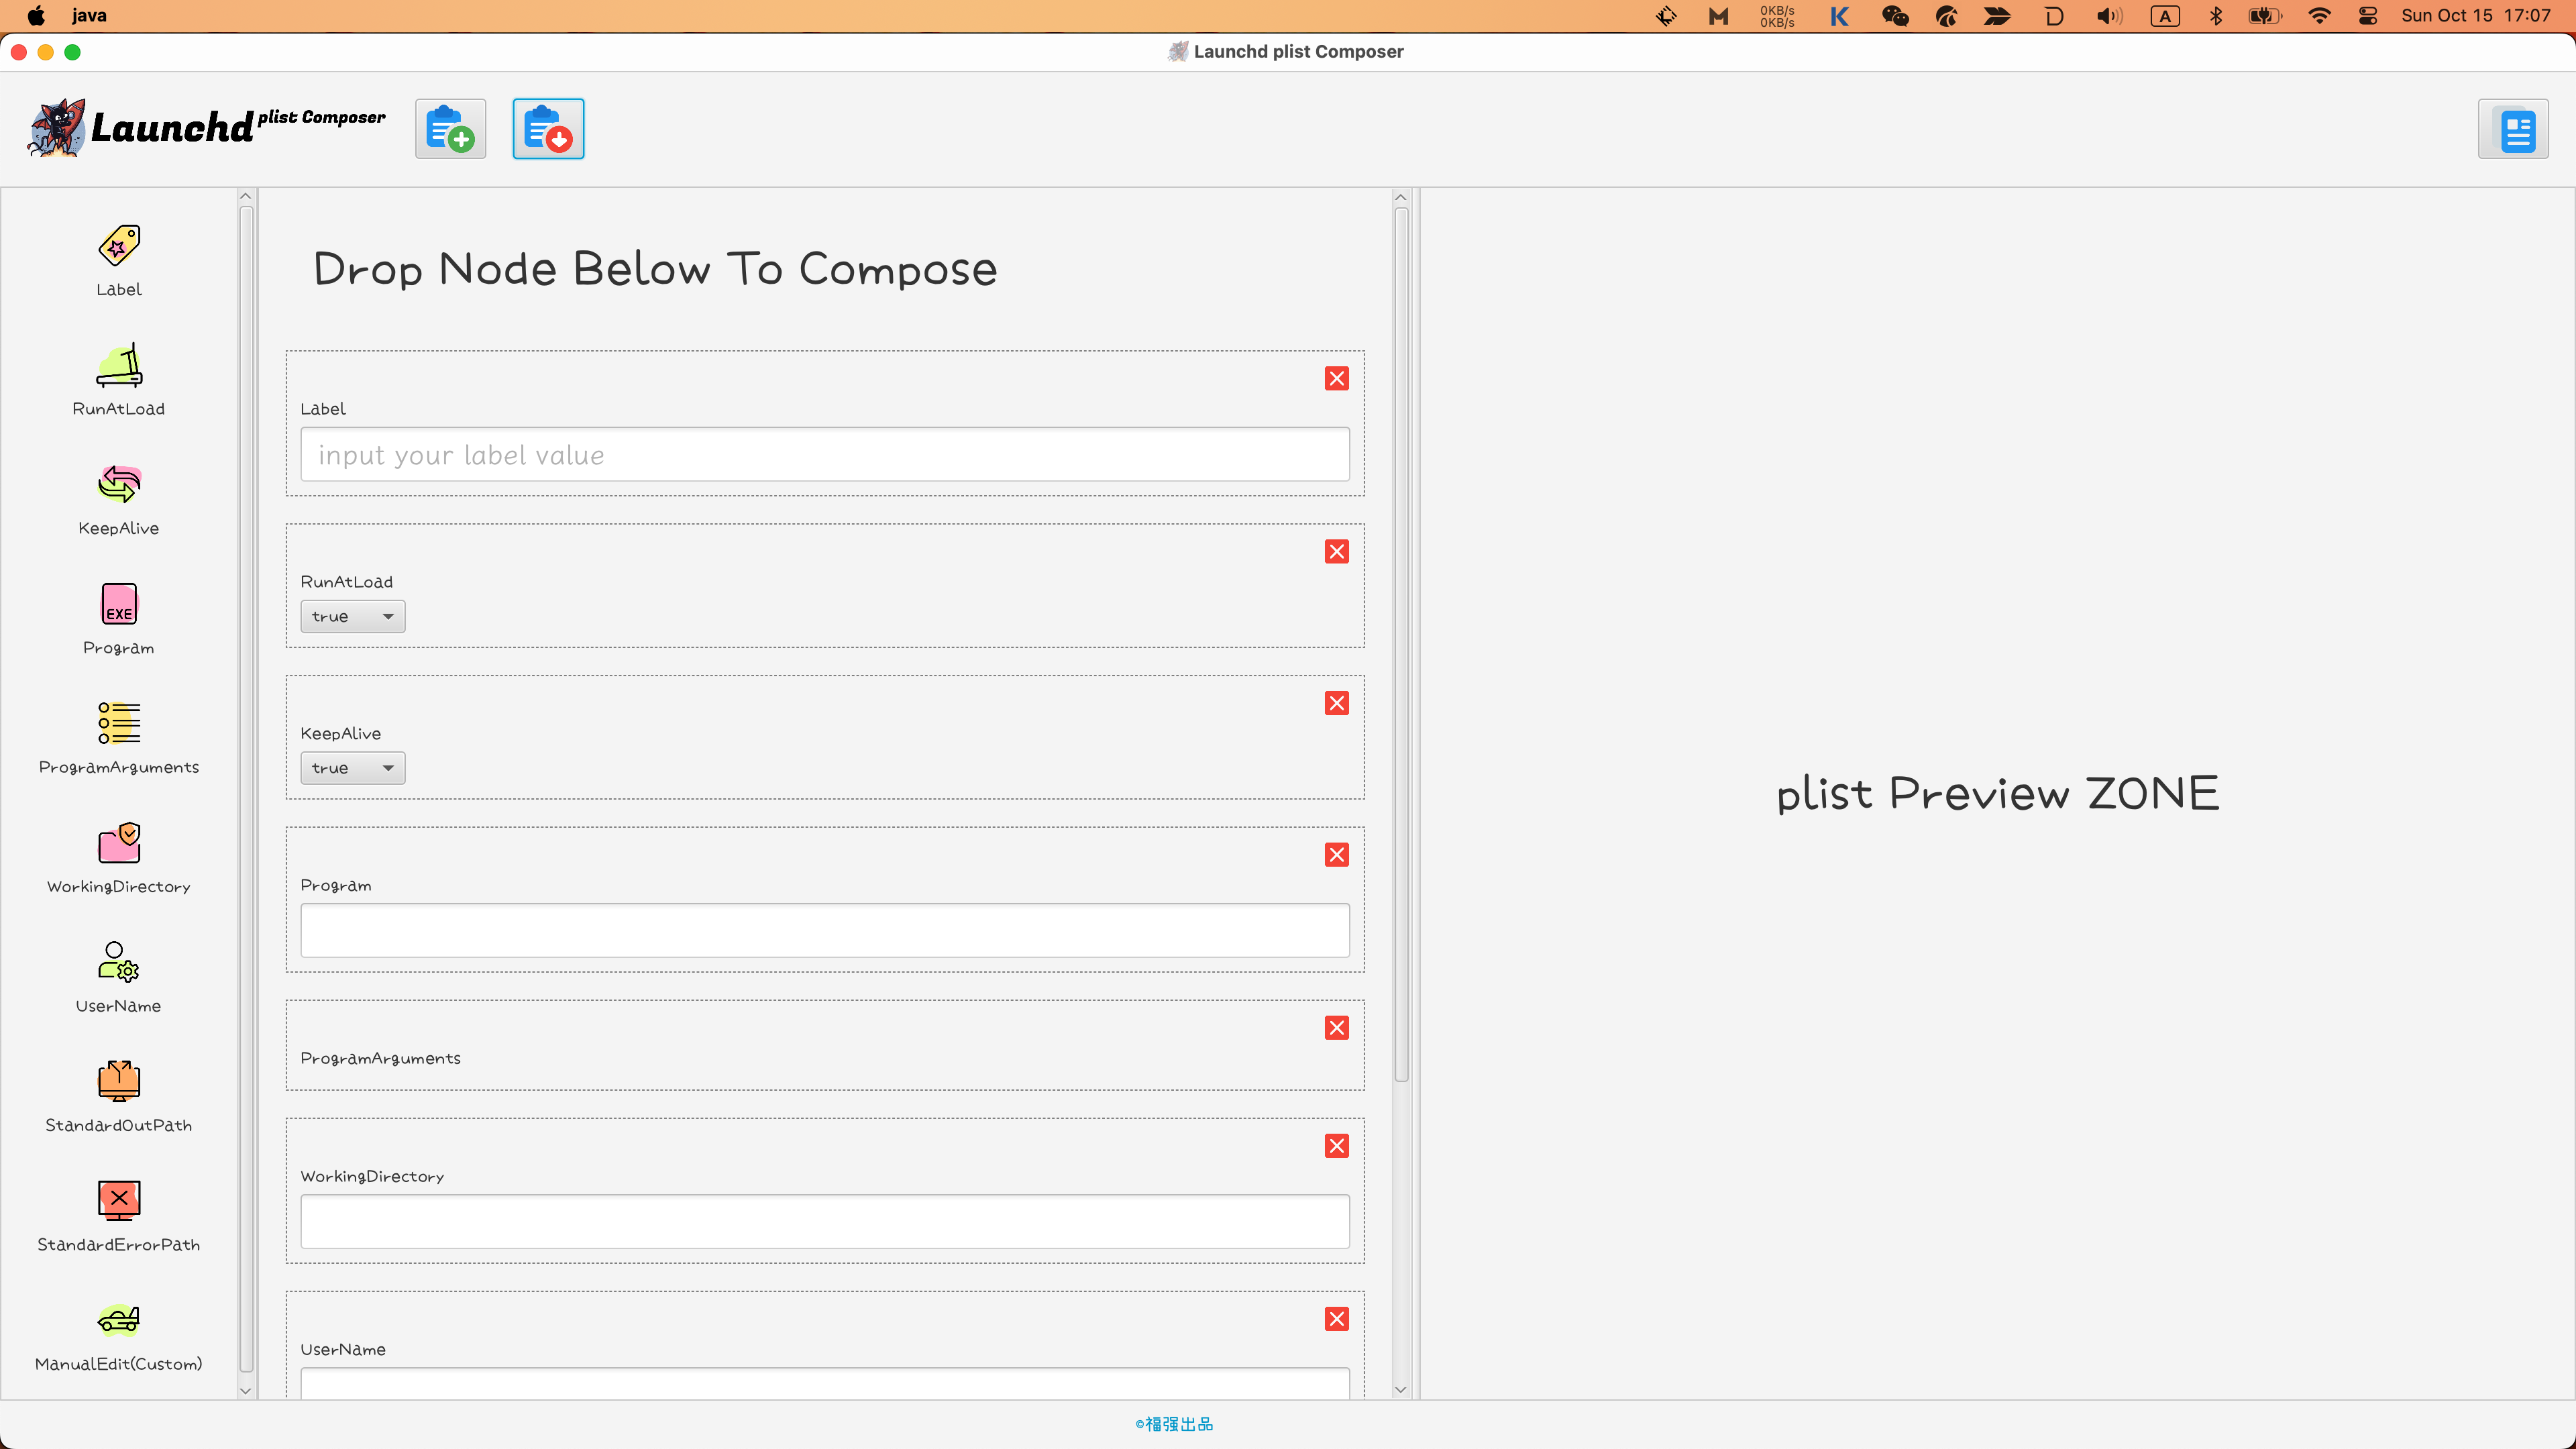 java
0KB/s
0KB/s
A
Sun Oct 15 17:07
Launchd plist Composer
Launchd plist Composer
Label
RunAtLoad
KeepAlive
EXE
Program
ProgramArguments
WorkingDirectory
UserName
StandardOutPath
StandardErrorPath
ManualEdit(Custom)
Drop Node Below To Compose
Label
input your label value
RunAtLoad
true
KeepAlive
true
Program
ProgramArguments
WorkingDirectory
UserName
plist Preview ZONE
©福强出品